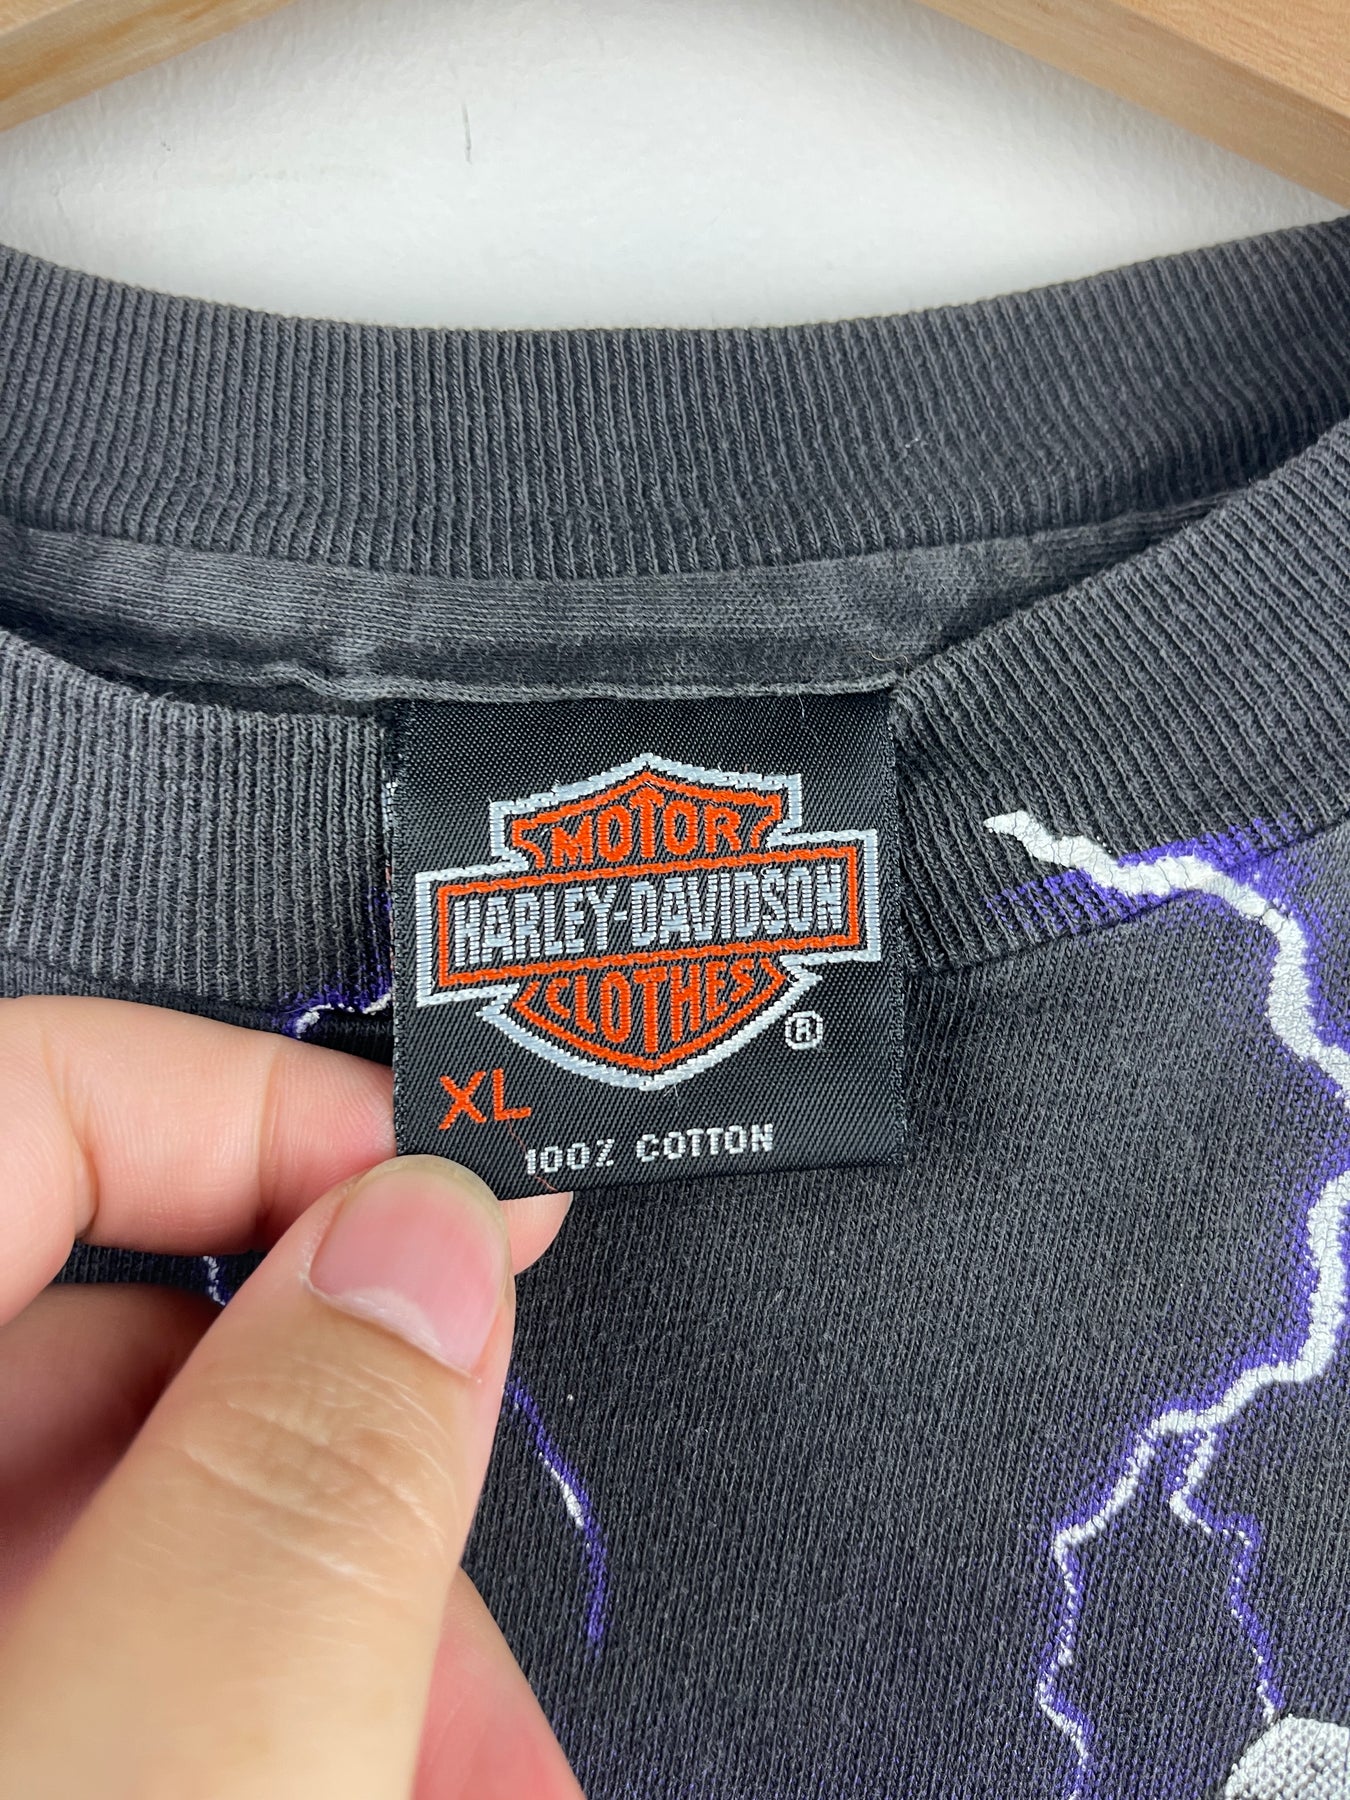 MOTOR
HARLEY-DAVIDSON
CLOTHES
®
XL
100% COTTON